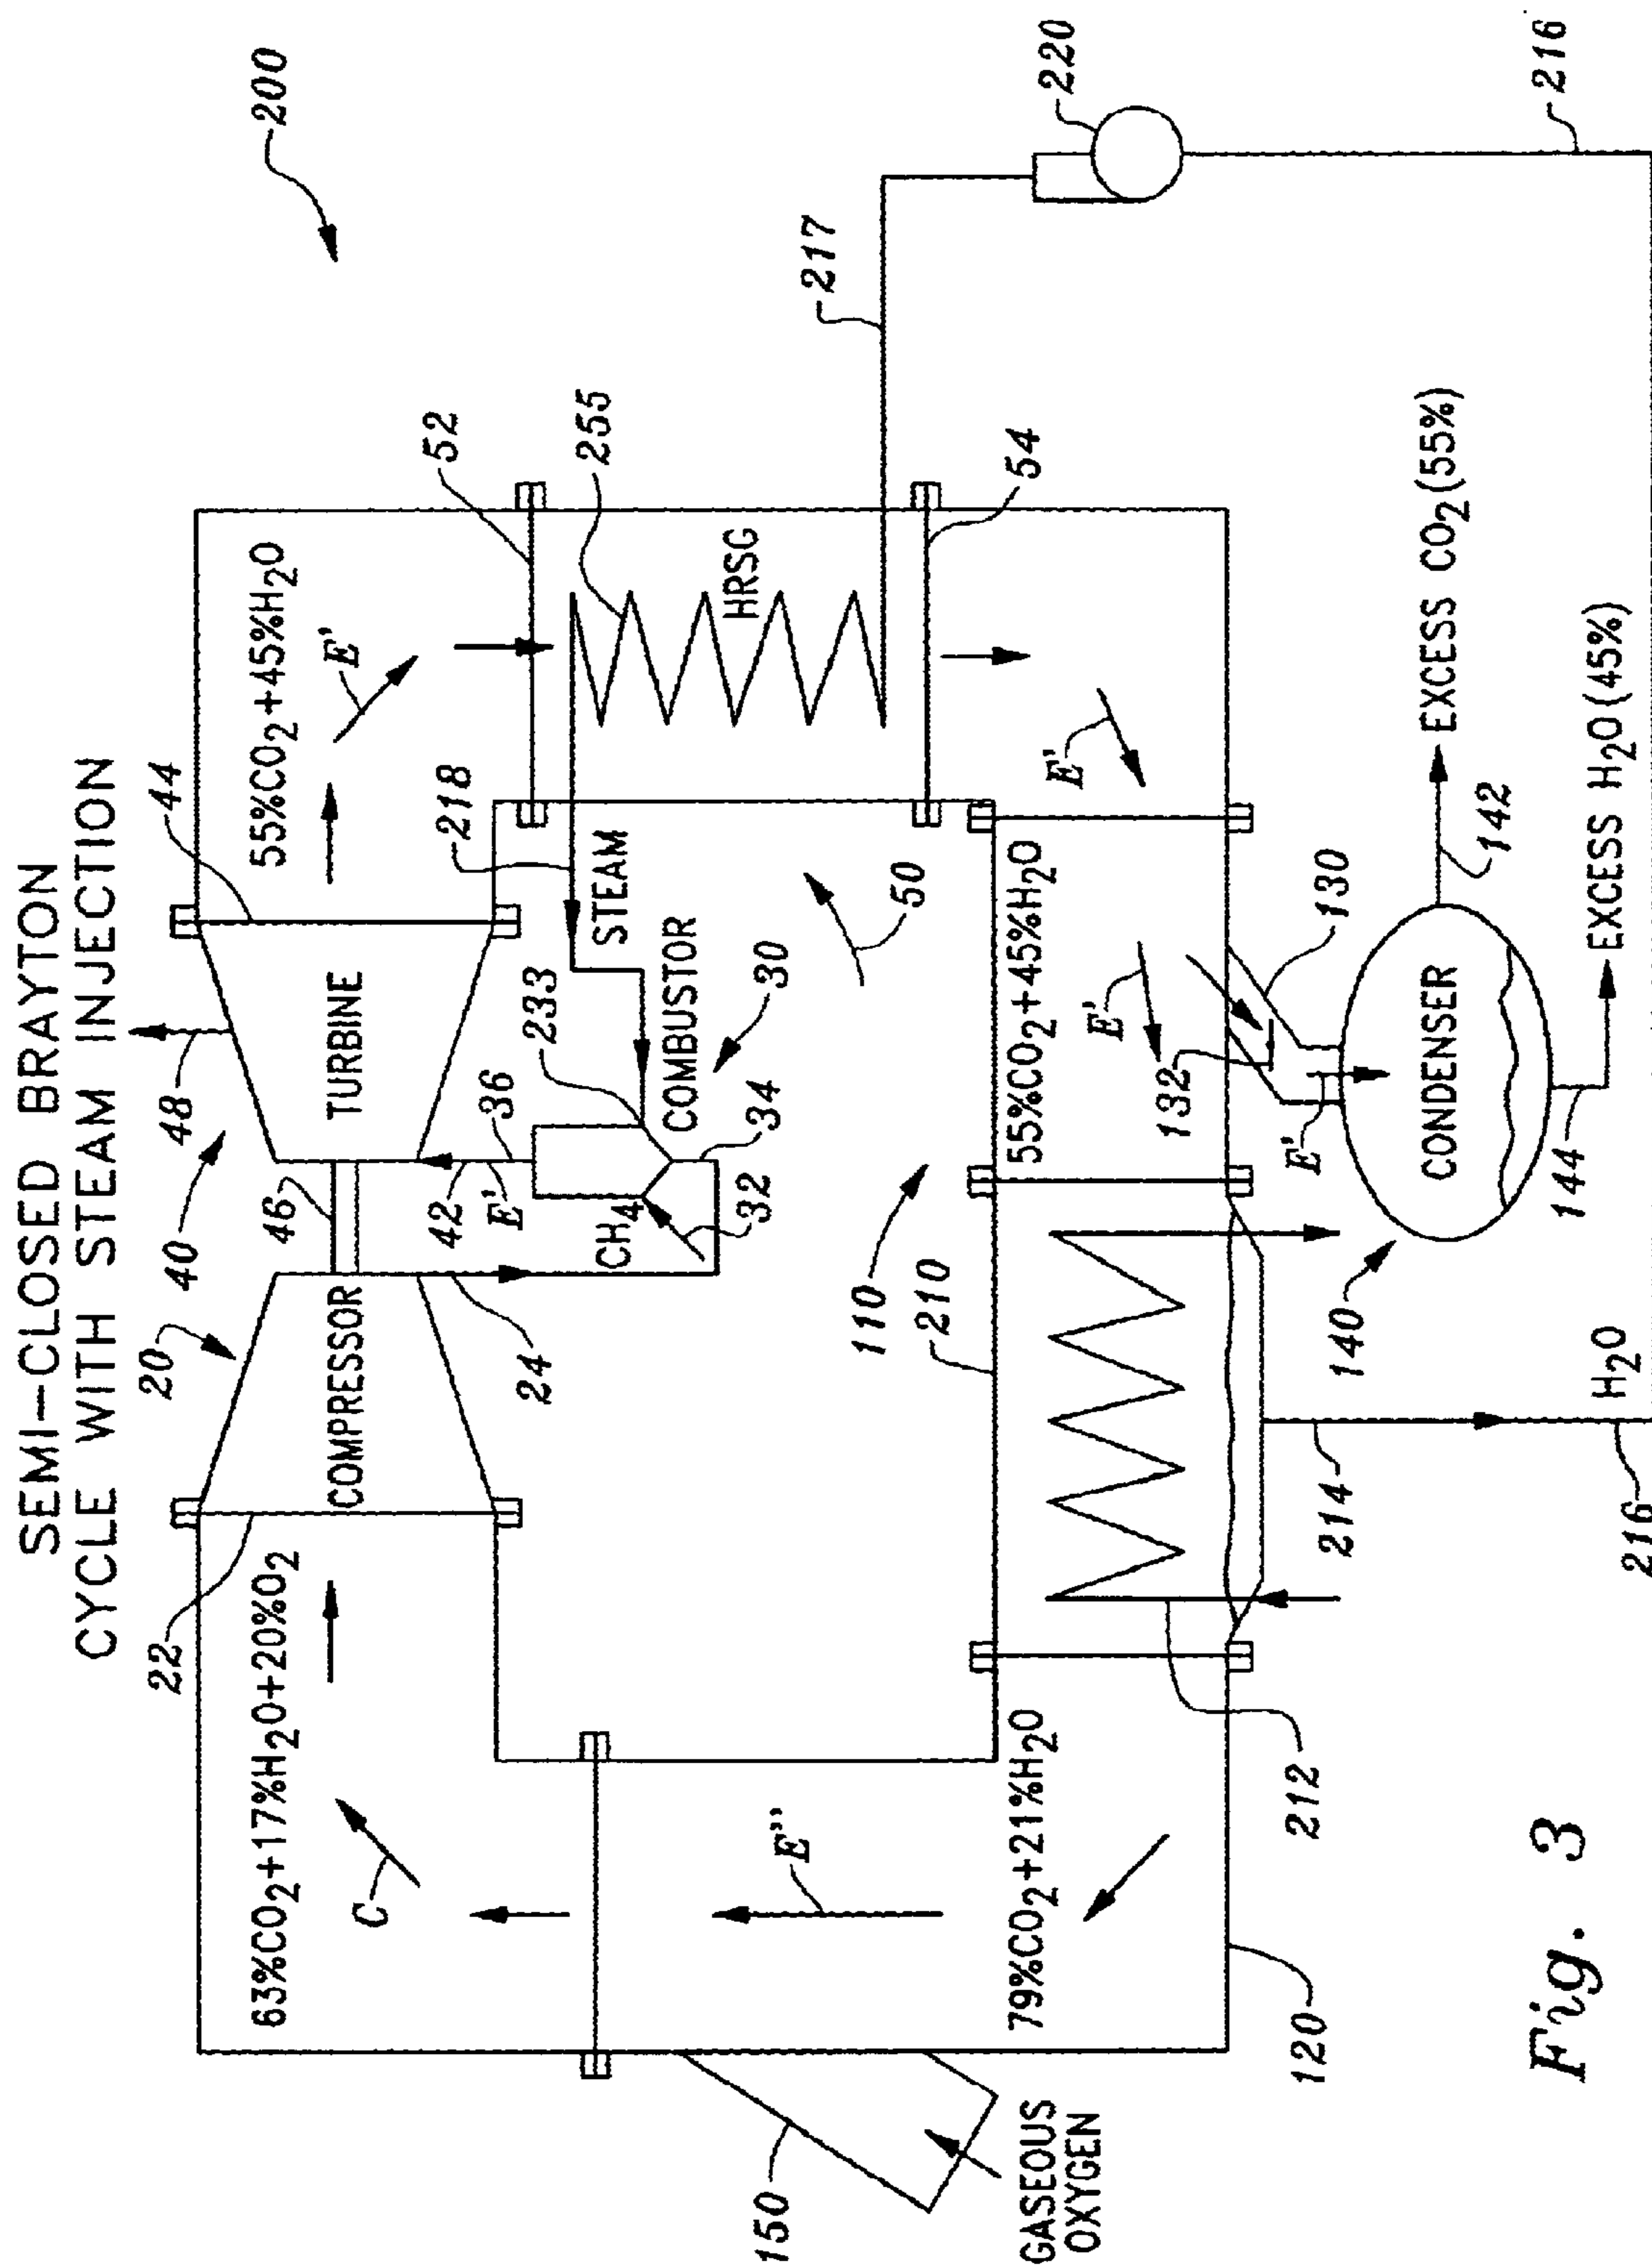 SEMI-CLOSED BRAYTON
CYCLE WITH STEAM INJECTION
200
20
40
48
44
22
COMPRESSOR
46
TURBINE
63%CO2+17%H2O+20%O2
55%CO2+45%H2O
C
E'
24
42
E'
36
233
218
52
255
STEAM
HRSG
217
220
CH4
32
34
COMBUSTOR
30
50
54
E'
E"
110
210
79%CO2+21%H2O
55%CO2+45%H2O
E'
150
GASEOUS
OXYGEN
120
212
132
E'
130
214
140
CONDENSER
142
EXCESS CO2(55%)
144
EXCESS H2O(45%)
H2O
216
216
Fig. 3